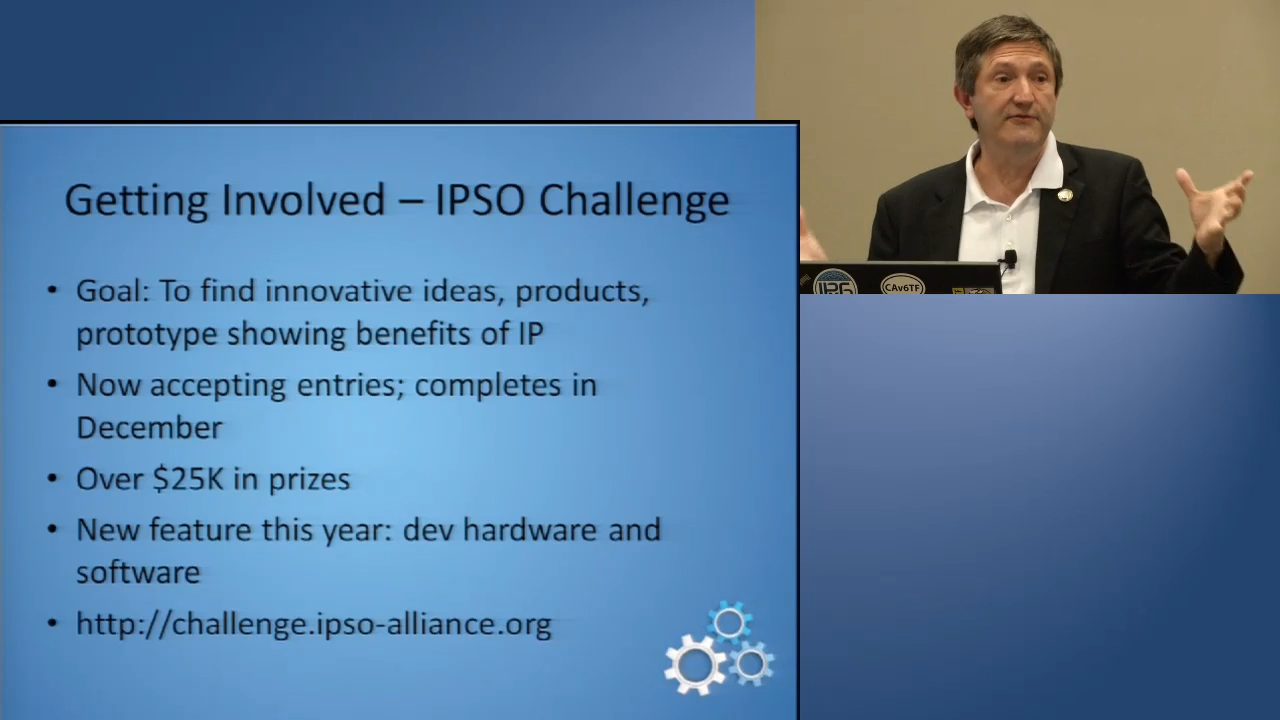 Getting Involved – IPSO Challenge
• Goal: To find innovative ideas, products,
prototype showing benefits of IP
• Now accepting entries; completes in
December
• Over $25K in prizes
• New feature this year: dev hardware and
software
• http://challenge.ipso-alliance.org
CAv6TF